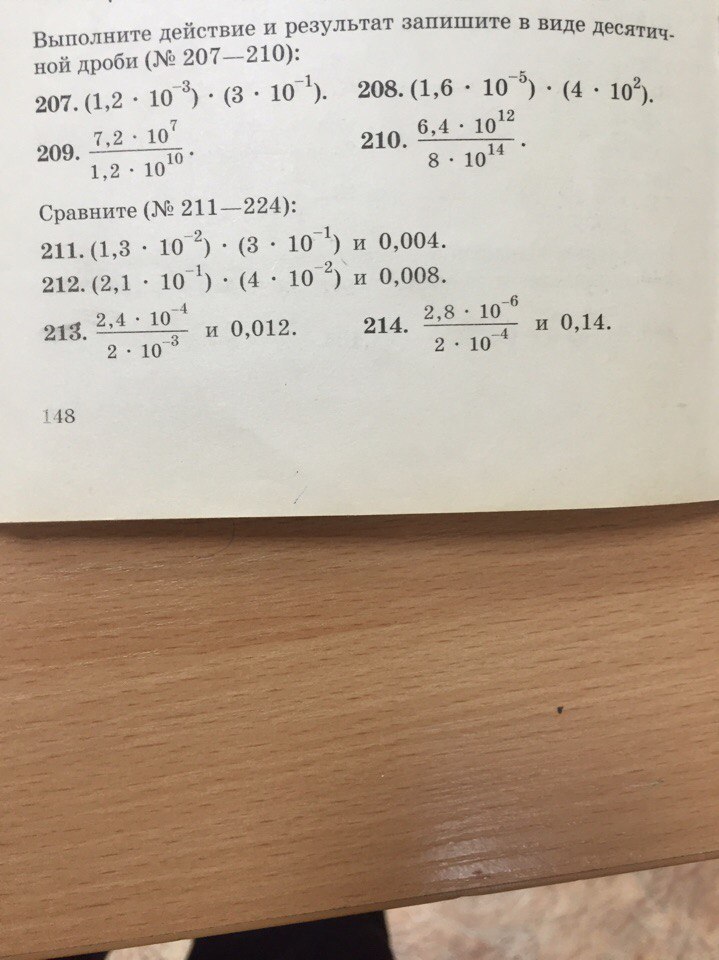 Выполните действие и результат запишите в виде десятич-
ной дроби (№ 207—210):
207. (1,2 · 10⁻³) · (3 · 10⁻¹). 208. (1,6 · 10⁻⁵) · (4 · 10²).
209. (7,2 · 10⁷)/(1,2 · 10¹⁰). 210. (6,4 · 10¹²)/(8 · 10¹⁴).
Сравните (№ 211—224):
211. (1,3 · 10⁻²) · (3 · 10⁻¹) и 0,004.
212. (2,1 · 10⁻¹) · (4 · 10⁻²) и 0,008.
213. (2,4 · 10⁻⁴)/(2 · 10⁻³) и 0,012. 214. (2,8 · 10⁻⁶)/(2 · 10⁻⁴) и 0,14.
148